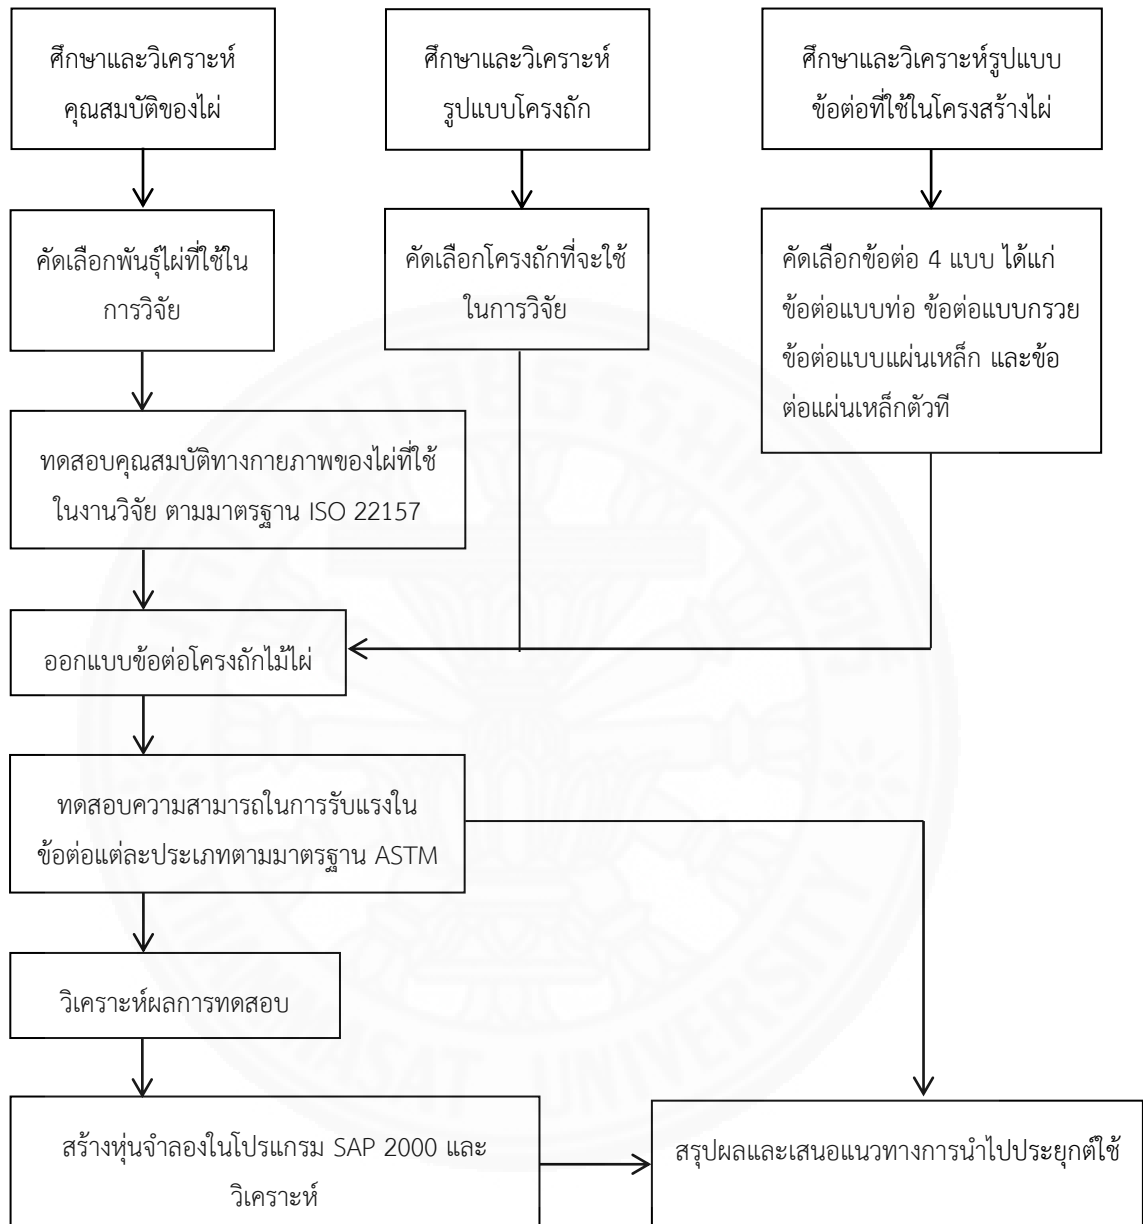 ศึกษาและวิเคราะห์
คุณสมบัติของไผ่
ศึกษาและวิเคราะห์
รูปแบบโครงถัก
ศึกษาและวิเคราะห์รูปแบบ
ข้อต่อที่ใช้ในโครงสร้างไผ่
คัดเลือกพันธุ์ไผ่ที่ใช้ใน
การวิจัย
คัดเลือกโครงถักที่จะใช้
ในการวิจัย
คัดเลือกข้อต่อ 4 แบบ ได้แก่
ข้อต่อแบบท่อ ข้อต่อแบบกรวย
ข้อต่อแบบแผ่นเหล็ก และข้อ
ต่อแผ่นเหล็กตัวที
ทดสอบคุณสมบัติทางกายภาพของไผ่ที่ใช้
ในงานวิจัย ตามมาตรฐาน ISO 22157
ออกแบบข้อต่อโครงถักไม้ไผ่
ทดสอบความสามารถในการรับแรงใน
ข้อต่อแต่ละประเภทตามมาตรฐาน ASTM
วิเคราะห์ผลการทดสอบ
สร้างหุ่นจำลองในโปรแกรม SAP 2000 และ
วิเคราะห์
สรุปผลและเสนอแนวทางการนำไปประยุกต์ใช้
มหาวิทยาลัยธรรมศาสตร์
THAMMASAT UNIVERSITY